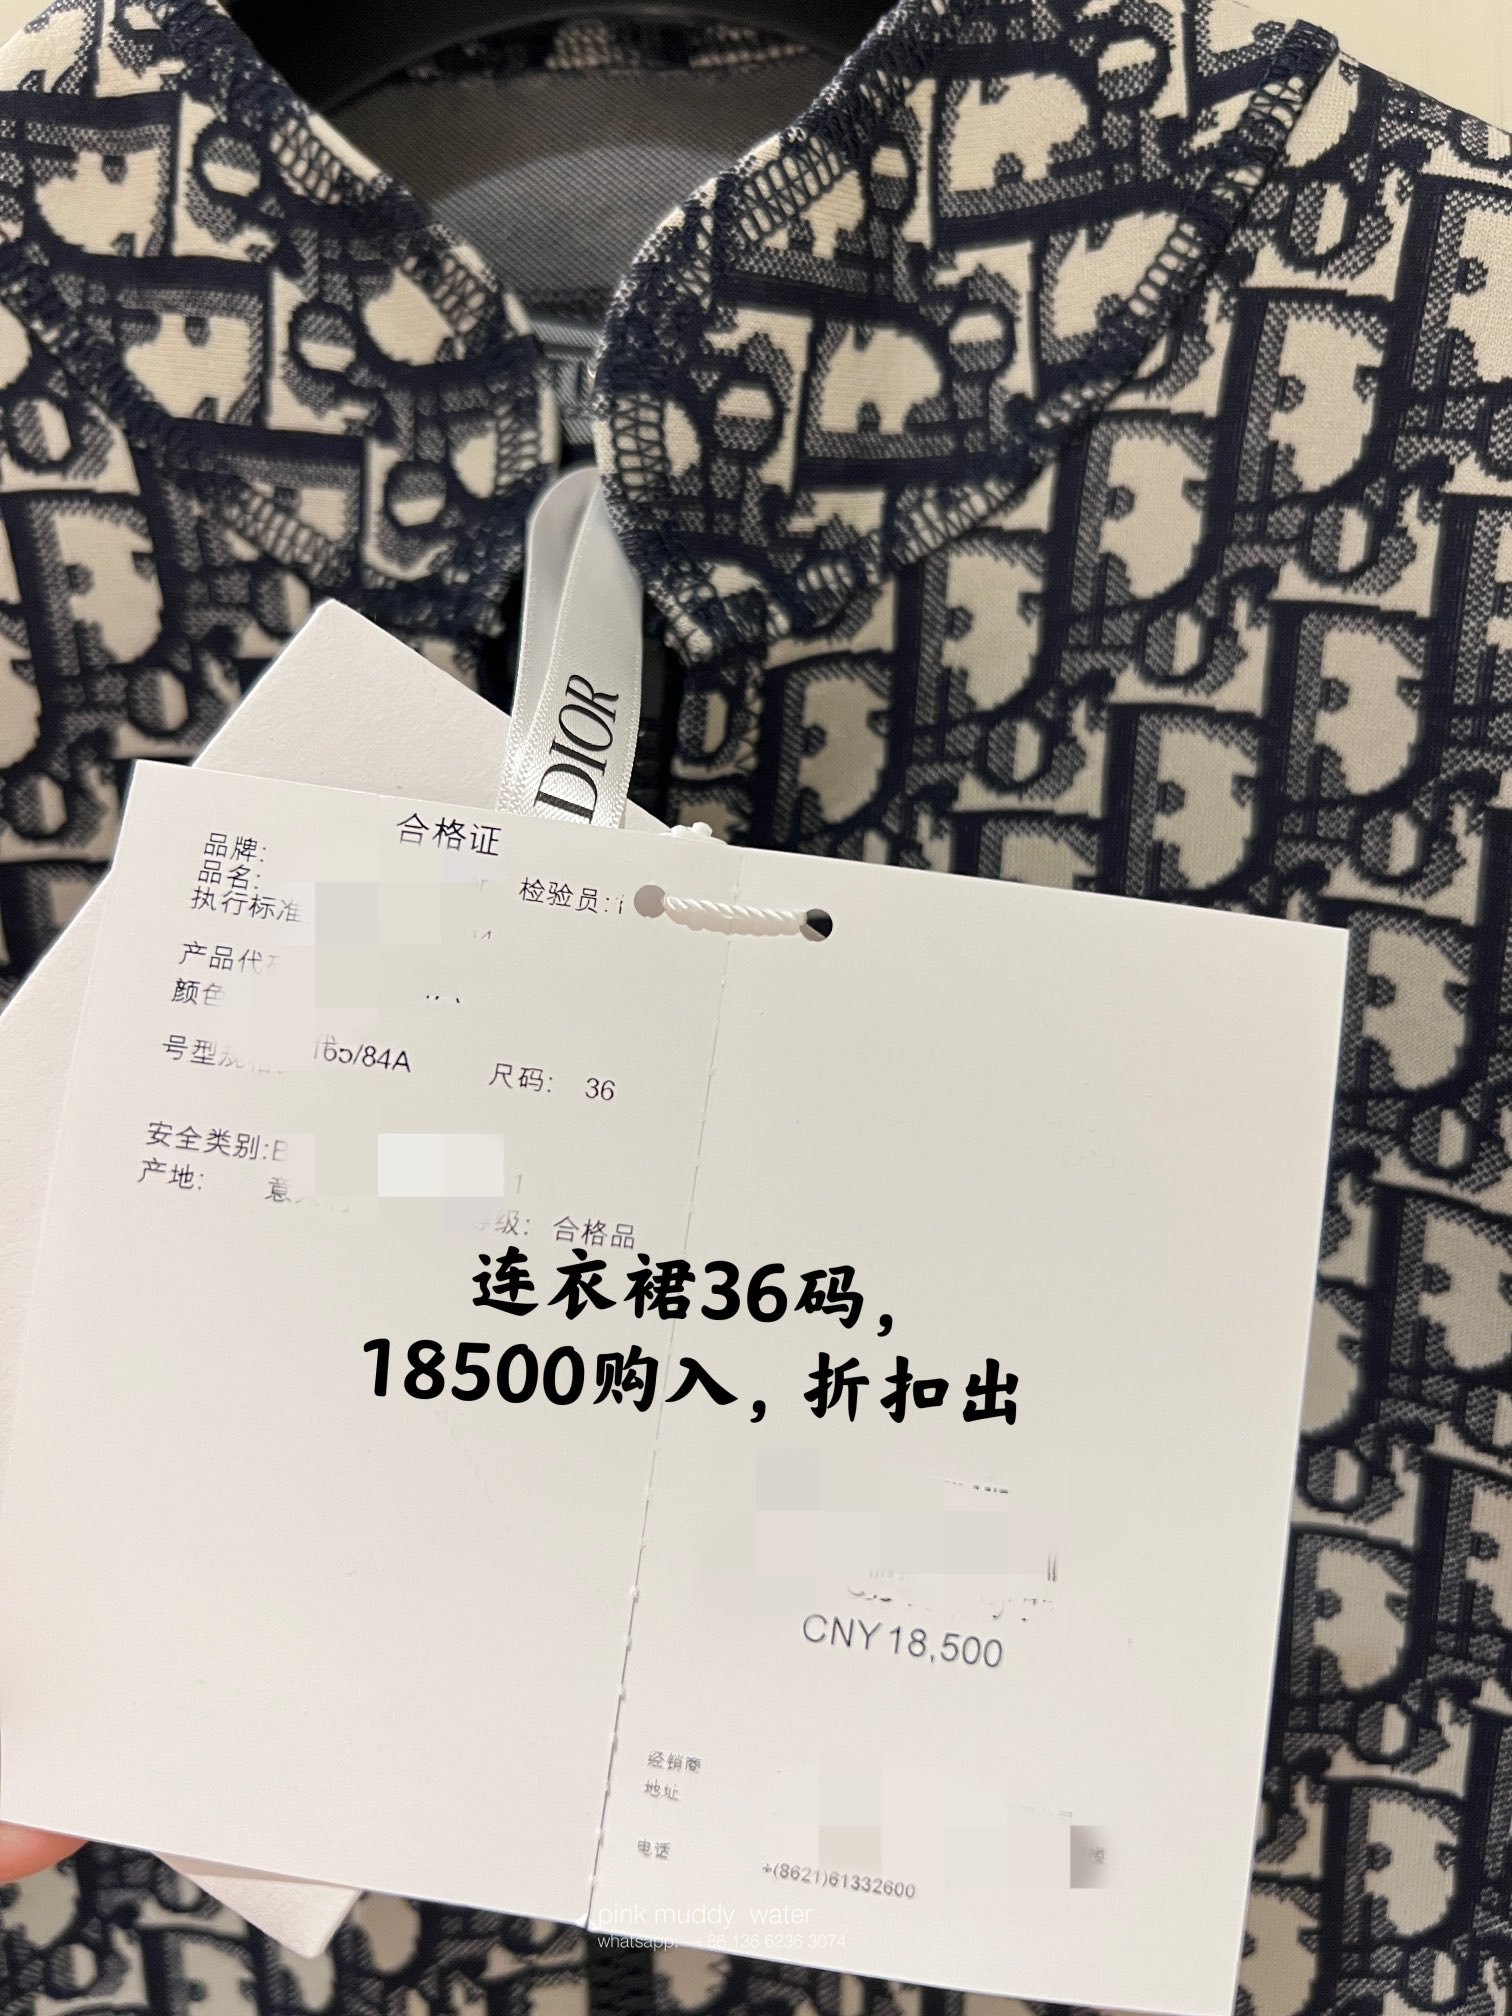 DIOR
合格证
品牌:
品名:
执行标准
检验员:
产品代
颜色
号型规格: 165/84A
尺码: 36
安全类别:B
产地:
等级: 合格品
连衣裙36码,
18500购入, 折扣出
CNY18,500
经销商
地址
电话
+(8621)61332600
pink muddy water
whatsapp: +86 136 6236 3074